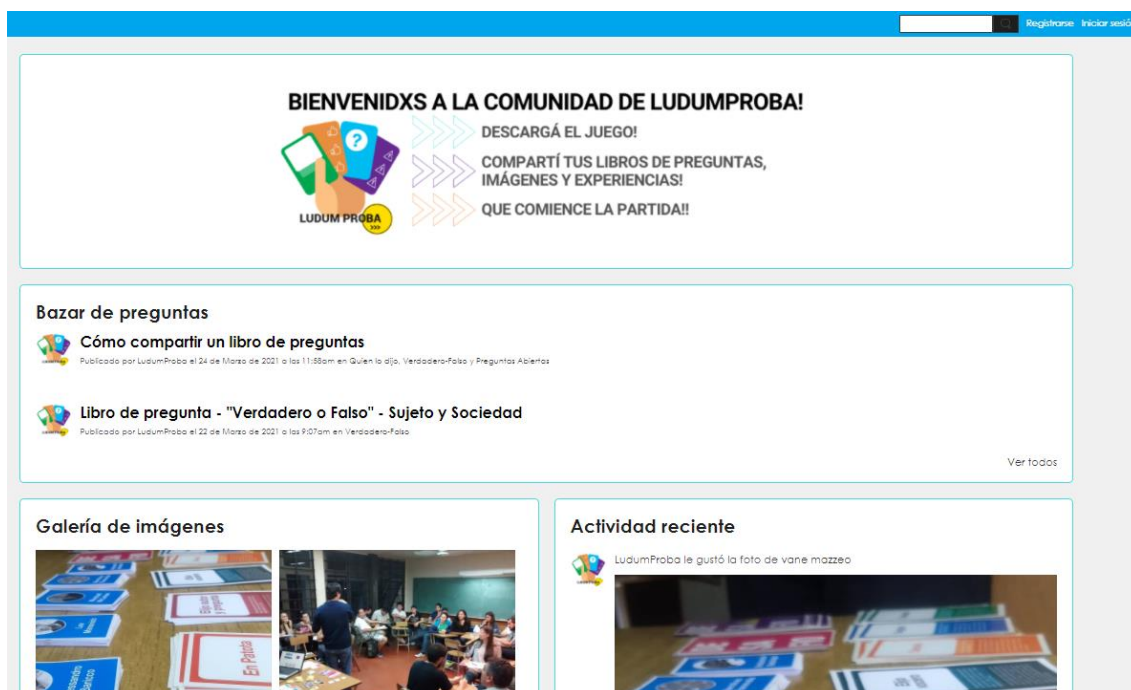 Registrarse Iniciar sesió
BIENVENIDXS A LA COMUNIDAD DE LUDUMPROBA!
DESCARGÁ EL JUEGO!
COMPARTÍ TUS LIBROS DE PREGUNTAS,
IMÁGENES Y EXPERIENCIAS!
QUE COMIENCE LA PARTIDA!!
LUDUM PROBA
Bazar de preguntas
Cómo compartir un libro de preguntas
Publicado por LudumProba el 24 de Marzo de 2021 a las 11:58am en Quien lo dijo, Verdadero-Falso y Preguntas Abiertas
Libro de pregunta - "Verdadero o Falso" - Sujeto y Sociedad
Publicado por LudumProba el 22 de Marzo de 2021 a las 9:07am en Verdadero-Falso
Ver todos
Galería de imágenes
Actividad reciente
LudumProba le gustó la foto de vane mazzeo
En Patota